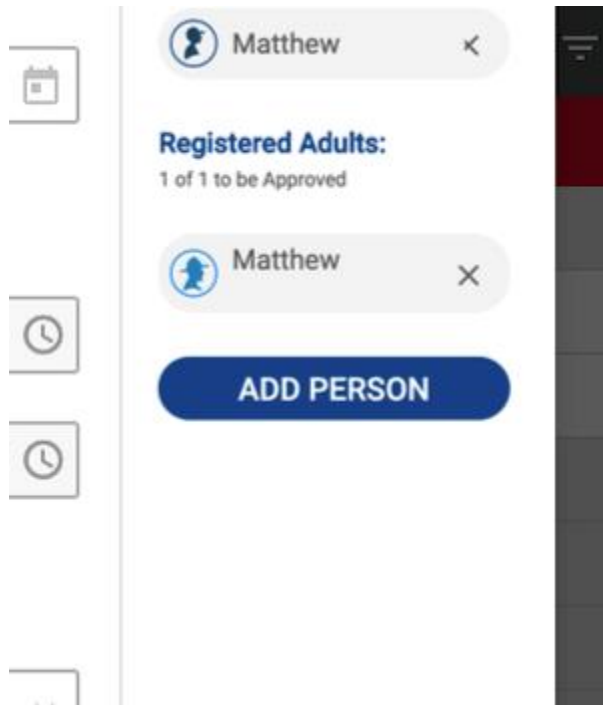 Matthew
Registered Adults:
1 of 1 to be Approved
Matthew
ADD PERSON